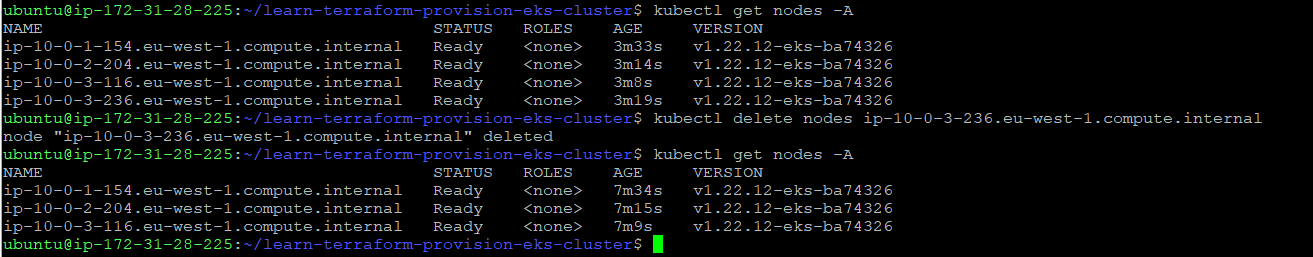 ubuntu@ip-172-31-28-225:~/learn-terraform-provision-eks-cluster$ kubectl get nodes -A
NAME STATUS ROLES AGE VERSION
ip-10-0-1-154.eu-west-1.compute.internal Ready <none> 3m33s v1.22.12-eks-ba74326
ip-10-0-2-204.eu-west-1.compute.internal Ready <none> 3m14s v1.22.12-eks-ba74326
ip-10-0-3-116.eu-west-1.compute.internal Ready <none> 3m8s v1.22.12-eks-ba74326
ip-10-0-3-236.eu-west-1.compute.internal Ready <none> 3m19s v1.22.12-eks-ba74326
ubuntu@ip-172-31-28-225:~/learn-terraform-provision-eks-cluster$ kubectl delete nodes ip-10-0-3-236.eu-west-1.compute.internal
node "ip-10-0-3-236.eu-west-1.compute.internal" deleted
ubuntu@ip-172-31-28-225:~/learn-terraform-provision-eks-cluster$ kubectl get nodes -A
NAME STATUS ROLES AGE VERSION
ip-10-0-1-154.eu-west-1.compute.internal Ready <none> 7m34s v1.22.12-eks-ba74326
ip-10-0-2-204.eu-west-1.compute.internal Ready <none> 7m15s v1.22.12-eks-ba74326
ip-10-0-3-116.eu-west-1.compute.internal Ready <none> 7m9s v1.22.12-eks-ba74326
ubuntu@ip-172-31-28-225:~/learn-terraform-provision-eks-cluster$